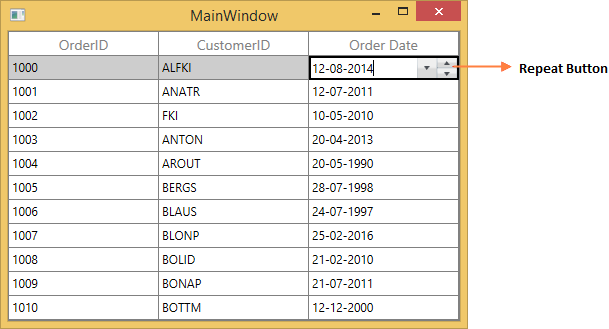 MainWindow
OrderID CustomerID Order Date
1000 ALFKI 12-08-2014 Repeat Button
1001 ANATR 12-07-2011
1002 FKI 10-05-2010
1003 ANTON 20-04-2013
1004 AROUT 20-05-1990
1005 BERGS 28-07-1998
1006 BLAUS 24-07-1997
1007 BLONP 25-02-2016
1008 BOLID 21-02-2010
1009 BONAP 21-07-2011
1010 BOTTM 12-12-2000